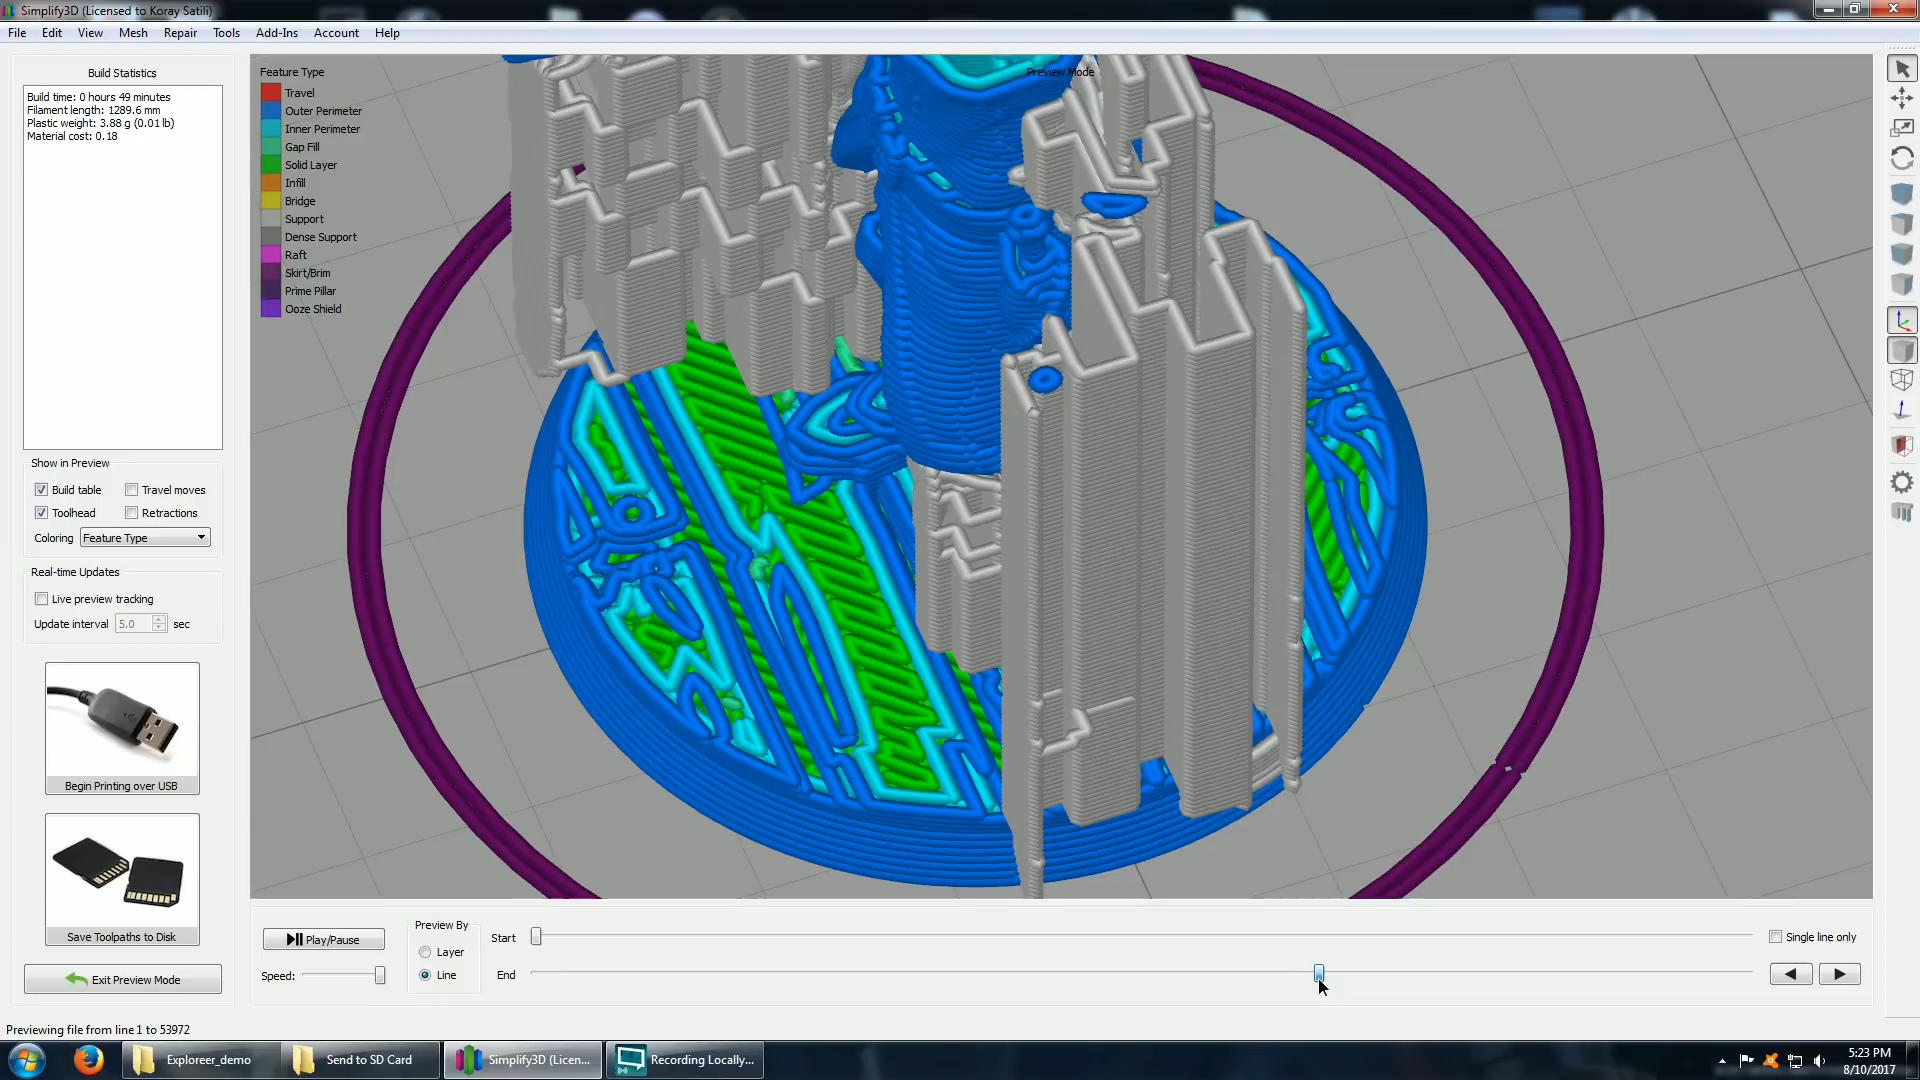 Simplify3D (Licensed to Koray Satili)
File Edit View Mesh Repair Tools Add-Ins Account Help
Build Statistics
Build time: 0 hours 49 minutes
Filament length: 1289.6 mm
Plastic weight: 3.88 g (0.01 lb)
Material cost: 0.18
Feature Type
Travel
Outer Perimeter
Inner Perimeter
Gap Fill
Solid Layer
Infill
Bridge
Support
Dense Support
Raft
Skirt/Brim
Prime Pillar
Ooze Shield
Preview Mode
Show in Preview
Build table Travel moves
Toolhead Retractions
Coloring Feature Type
Real-time Updates
Live preview tracking
Update interval 5.0 sec
Begin Printing over USB
Save Toolpaths to Disk
Exit Preview Mode
Play/Pause
Speed:
Preview By
Layer
Line
Start
End
Single line only
Previewing file from line 1 to 53972
Exploreer_demo
Send to SD Card
Simplify3D (Licen...
Recording Locally...
5:23 PM
8/10/2017